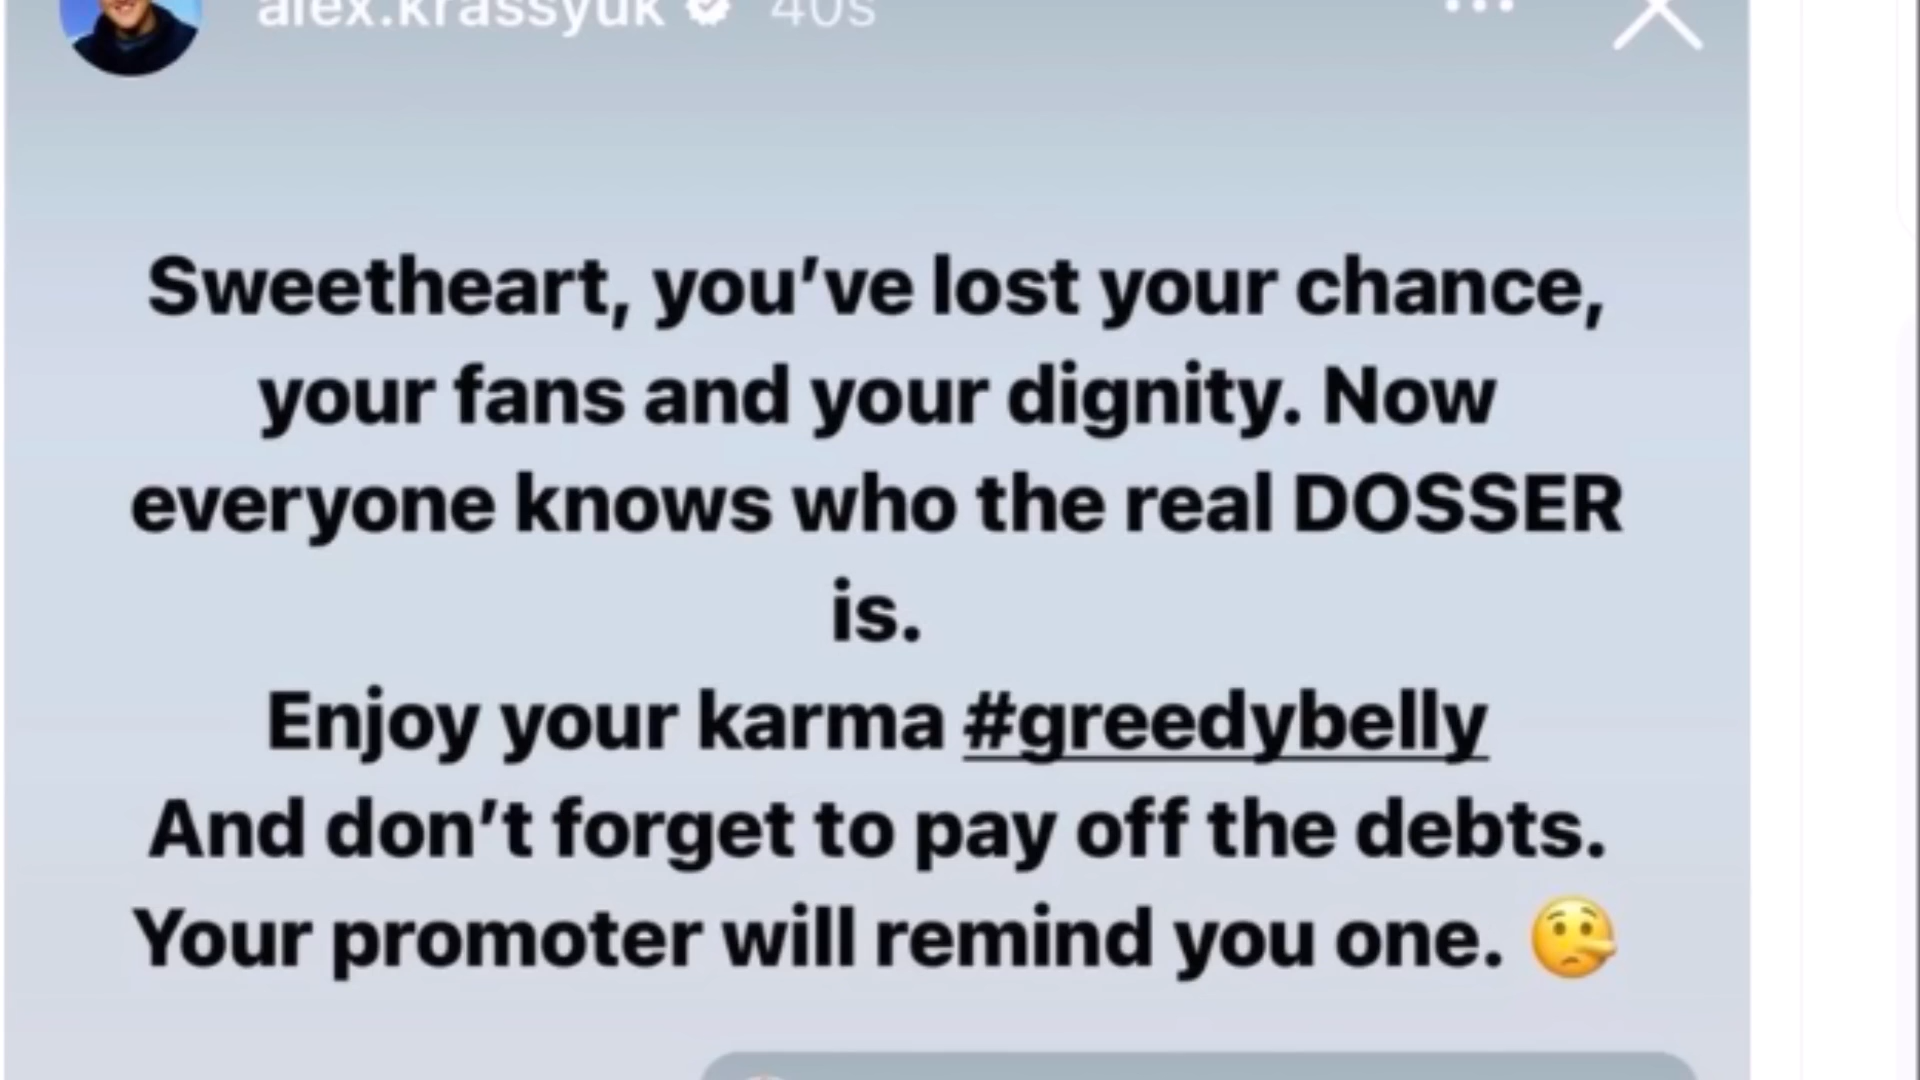 alex.krassyuk 40s
Sweetheart, you’ve lost your chance,
your fans and your dignity. Now
everyone knows who the real DOSSER
is.
Enjoy your karma #greedybelly
And don’t forget to pay off the debts.
Your promoter will remind you one. 🤥